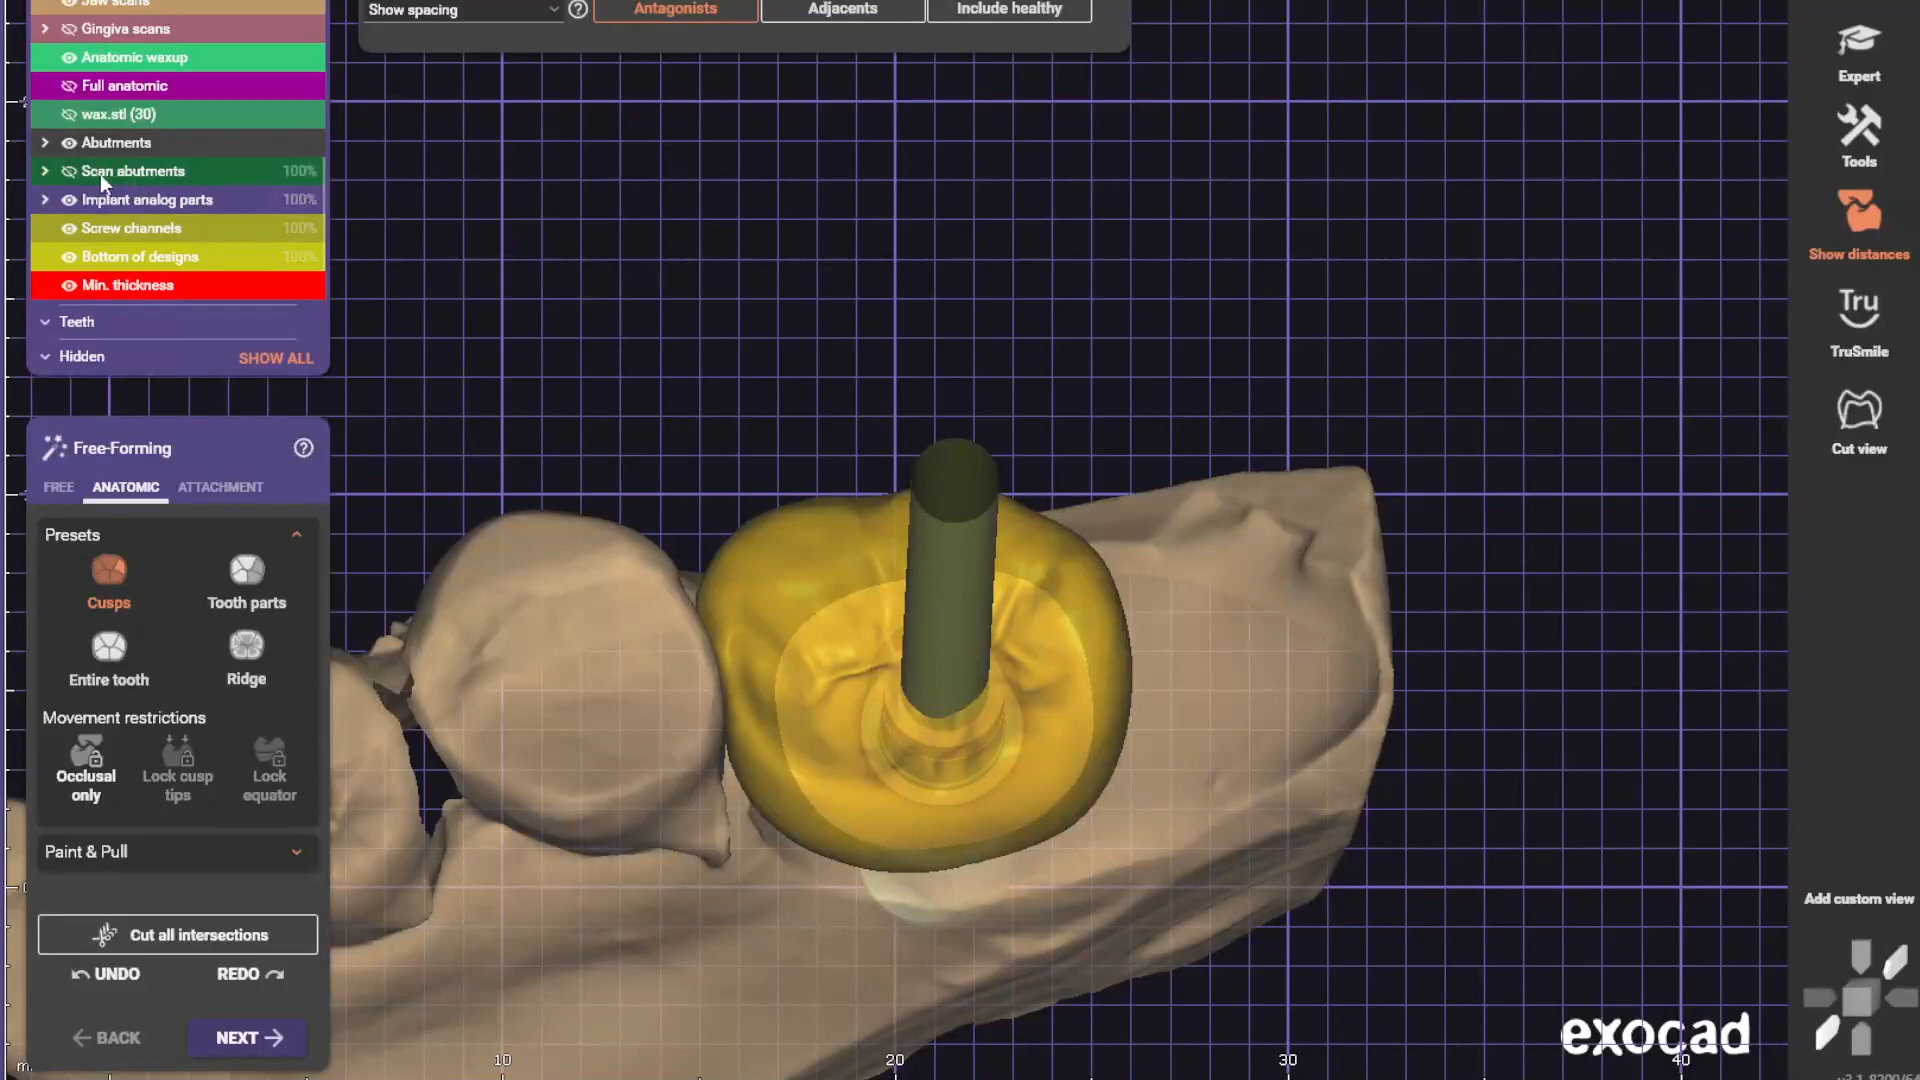 Jaw scans
Gingiva scans
Anatomic waxup
Full anatomic
wax.stl (30)
Abutments
Scan abutments 100%
Implant analog parts 100%
Screw channels 100%
Bottom of designs 100%
Min. thickness
Teeth
Hidden SHOW ALL
Show spacing
Antagonists
Adjacents
Include healthy
Free-Forming
FREE ANATOMIC ATTACHMENT
Presets
Cusps Tooth parts
Entire tooth Ridge
Movement restrictions
Occlusal only
Lock cusp tips
Lock equator
Paint & Pull
Cut all intersections
UNDO REDO
BACK NEXT
Expert
Tools
Show distances
Tru
TruSmile
Cut view
Add custom view
exocad
10 20 30 40